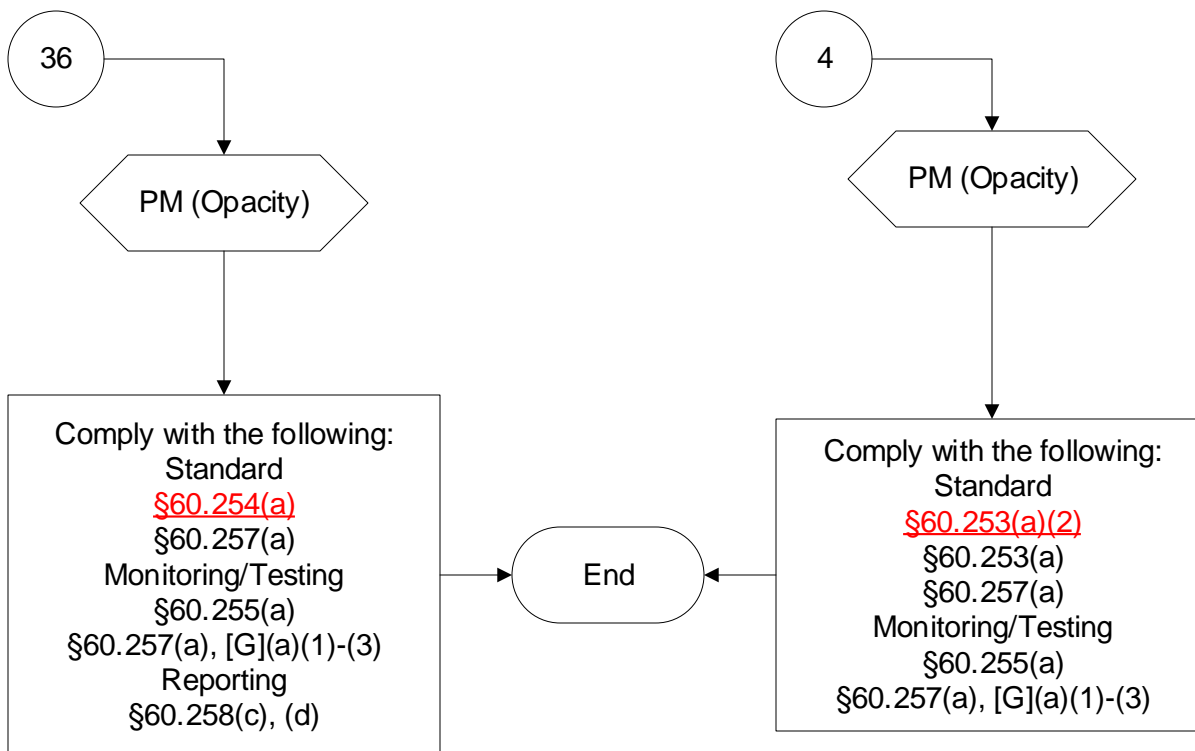 36
PM (Opacity)
Comply with the following:
Standard
§60.254(a)
§60.257(a)
Monitoring/Testing
§60.255(a)
§60.257(a), [G](a)(1)-(3)
Reporting
§60.258(c), (d)
End
4
PM (Opacity)
Comply with the following:
Standard
§60.253(a)(2)
§60.253(a)
§60.257(a)
Monitoring/Testing
§60.255(a)
§60.257(a), [G](a)(1)-(3)